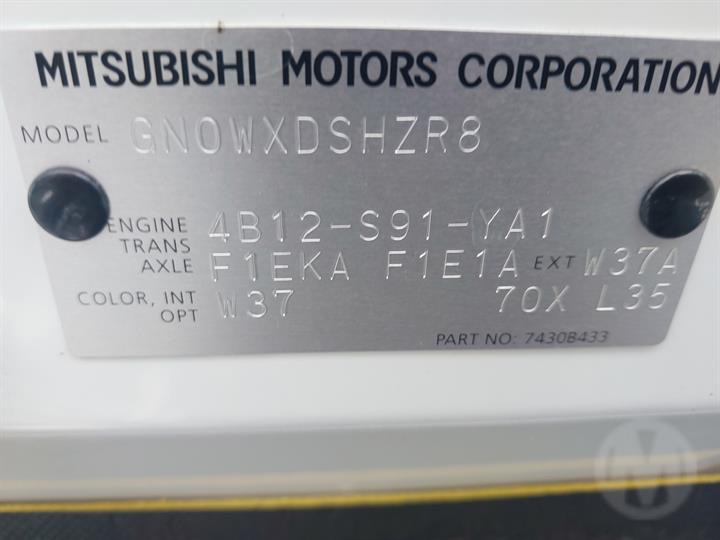 MITSUBISHI MOTORS CORPORATION
MODEL GN0WXDSHZR8
ENGINE 4B12-S91-YA1
TRANS
AXLE F1EKA F1E1A EXT W37A
COLOR, INT W37 70X L35
OPT
PART NO: 7430B433
M